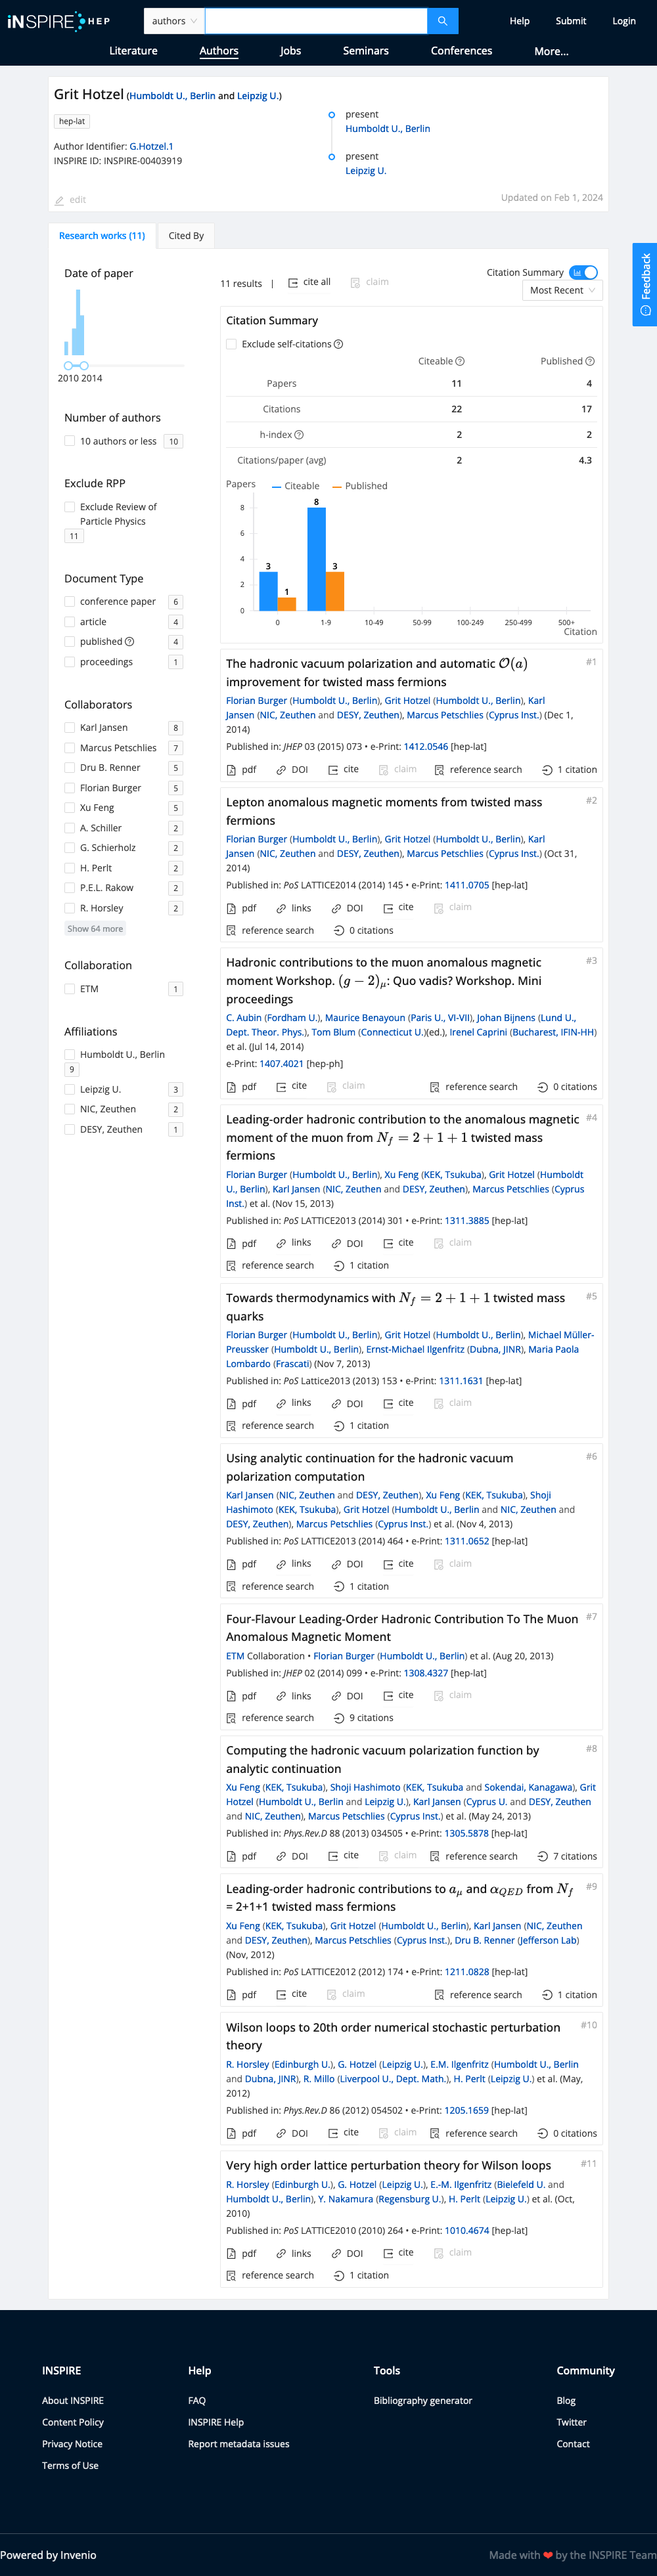 iNSPIRE HEP
authors
Help
Submit
Login
Literature
Authors
Jobs
Seminars
Conferences
More...
Grit Hotzel (Humboldt U., Berlin and Leipzig U.)
hep-lat
Author Identifier: G.Hotzel.1
INSPIRE ID: INSPIRE-00403919
present
Humboldt U., Berlin
present
Leipzig U.
edit
Updated on Feb 1, 2024
Feedback
Research works (11)
Cited By
Date of paper
2010 2014
Number of authors
10 authors or less 10
Exclude RPP
Exclude Review of
Particle Physics
11
Document Type
conference paper 6
article 4
published 4
proceedings 1
Collaborators
Karl Jansen 8
Marcus Petschlies 7
Dru B. Renner 5
Florian Burger 5
Xu Feng 5
A. Schiller 2
G. Schierholz 2
H. Perlt 2
P.E.L. Rakow 2
R. Horsley 2
Show 64 more
Collaboration
ETM 1
Affiliations
Humboldt U., Berlin
9
Leipzig U. 3
NIC, Zeuthen 2
DESY, Zeuthen 1
11 results | cite all claim
Citation Summary
Most Recent
Citation Summary
Exclude self-citations
Citeable Published
Papers 11 4
Citations 22 17
h-index 2 2
Citations/paper (avg) 2 4.3
Papers Citeable Published
8
6
4
2
0
3 1 8 3
0 1-9 10-49 50-99 100-249 250-499 500+
Citation
The hadronic vacuum polarization and automatic O(a) #1
improvement for twisted mass fermions
Florian Burger (Humboldt U., Berlin), Grit Hotzel (Humboldt U., Berlin), Karl
Jansen (NIC, Zeuthen and DESY, Zeuthen), Marcus Petschlies (Cyprus Inst.) (Dec 1,
2014)
Published in: JHEP 03 (2015) 073 • e-Print: 1412.0546 [hep-lat]
pdf DOI cite claim reference search 1 citation
Lepton anomalous magnetic moments from twisted mass #2
fermions
Florian Burger (Humboldt U., Berlin), Grit Hotzel (Humboldt U., Berlin), Karl
Jansen (NIC, Zeuthen and DESY, Zeuthen), Marcus Petschlies (Cyprus Inst.) (Oct 31,
2014)
Published in: PoS LATTICE2014 (2014) 145 • e-Print: 1411.0705 [hep-lat]
pdf links DOI cite claim
reference search 0 citations
Hadronic contributions to the muon anomalous magnetic #3
moment Workshop. (g − 2)μ: Quo vadis? Workshop. Mini
proceedings
C. Aubin (Fordham U.), Maurice Benayoun (Paris U., VI-VII), Johan Bijnens (Lund U.,
Dept. Theor. Phys.), Tom Blum (Connecticut U.)(ed.), Irenel Caprini (Bucharest, IFIN-HH)
et al. (Jul 14, 2014)
e-Print: 1407.4021 [hep-ph]
pdf cite claim reference search 0 citations
Leading-order hadronic contribution to the anomalous magnetic #4
moment of the muon from Nf = 2 + 1 + 1 twisted mass
fermions
Florian Burger (Humboldt U., Berlin), Xu Feng (KEK, Tsukuba), Grit Hotzel (Humboldt
U., Berlin), Karl Jansen (NIC, Zeuthen and DESY, Zeuthen), Marcus Petschlies (Cyprus
Inst.) et al. (Nov 15, 2013)
Published in: PoS LATTICE2013 (2014) 301 • e-Print: 1311.3885 [hep-lat]
pdf links DOI cite claim
reference search 1 citation
Towards thermodynamics with Nf = 2 + 1 + 1 twisted mass #5
quarks
Florian Burger (Humboldt U., Berlin), Grit Hotzel (Humboldt U., Berlin), Michael Müller-
Preussker (Humboldt U., Berlin), Ernst-Michael Ilgenfritz (Dubna, JINR), Maria Paola
Lombardo (Frascati) (Nov 7, 2013)
Published in: PoS Lattice2013 (2013) 153 • e-Print: 1311.1631 [hep-lat]
pdf links DOI cite claim
reference search 1 citation
Using analytic continuation for the hadronic vacuum #6
polarization computation
Karl Jansen (NIC, Zeuthen and DESY, Zeuthen), Xu Feng (KEK, Tsukuba), Shoji
Hashimoto (KEK, Tsukuba), Grit Hotzel (Humboldt U., Berlin and NIC, Zeuthen and
DESY, Zeuthen), Marcus Petschlies (Cyprus Inst.) et al. (Nov 4, 2013)
Published in: PoS LATTICE2013 (2014) 464 • e-Print: 1311.0652 [hep-lat]
pdf links DOI cite claim
reference search 1 citation
Four-Flavour Leading-Order Hadronic Contribution To The Muon #7
Anomalous Magnetic Moment
ETM Collaboration • Florian Burger (Humboldt U., Berlin) et al. (Aug 20, 2013)
Published in: JHEP 02 (2014) 099 • e-Print: 1308.4327 [hep-lat]
pdf links DOI cite claim
reference search 9 citations
Computing the hadronic vacuum polarization function by #8
analytic continuation
Xu Feng (KEK, Tsukuba), Shoji Hashimoto (KEK, Tsukuba and Sokendai, Kanagawa), Grit
Hotzel (Humboldt U., Berlin and Leipzig U.), Karl Jansen (Cyprus U. and DESY, Zeuthen
and NIC, Zeuthen), Marcus Petschlies (Cyprus Inst.) et al. (May 24, 2013)
Published in: Phys.Rev.D 88 (2013) 034505 • e-Print: 1305.5878 [hep-lat]
pdf DOI cite claim reference search 7 citations
Leading-order hadronic contributions to aμ and αQED from Nf #9
= 2+1+1 twisted mass fermions
Xu Feng (KEK, Tsukuba), Grit Hotzel (Humboldt U., Berlin), Karl Jansen (NIC, Zeuthen
and DESY, Zeuthen), Marcus Petschlies (Cyprus Inst.), Dru B. Renner (Jefferson Lab)
(Nov, 2012)
Published in: PoS LATTICE2012 (2012) 174 • e-Print: 1211.0828 [hep-lat]
pdf cite claim reference search 1 citation
Wilson loops to 20th order numerical stochastic perturbation #10
theory
R. Horsley (Edinburgh U.), G. Hotzel (Leipzig U.), E.M. Ilgenfritz (Humboldt U., Berlin
and Dubna, JINR), R. Millo (Liverpool U., Dept. Math.), H. Perlt (Leipzig U.) et al. (May,
2012)
Published in: Phys.Rev.D 86 (2012) 054502 • e-Print: 1205.1659 [hep-lat]
pdf DOI cite claim reference search 0 citations
Very high order lattice perturbation theory for Wilson loops #11
R. Horsley (Edinburgh U.), G. Hotzel (Leipzig U.), E.-M. Ilgenfritz (Bielefeld U. and
Humboldt U., Berlin), Y. Nakamura (Regensburg U.), H. Perlt (Leipzig U.) et al. (Oct,
2010)
Published in: PoS LATTICE2010 (2010) 264 • e-Print: 1010.4674 [hep-lat]
pdf links DOI cite claim
reference search 1 citation
INSPIRE
About INSPIRE
Content Policy
Privacy Notice
Terms of Use
Help
FAQ
INSPIRE Help
Report metadata issues
Tools
Bibliography generator
Community
Blog
Twitter
Contact
Powered by Invenio
Made with ❤ by the INSPIRE Team